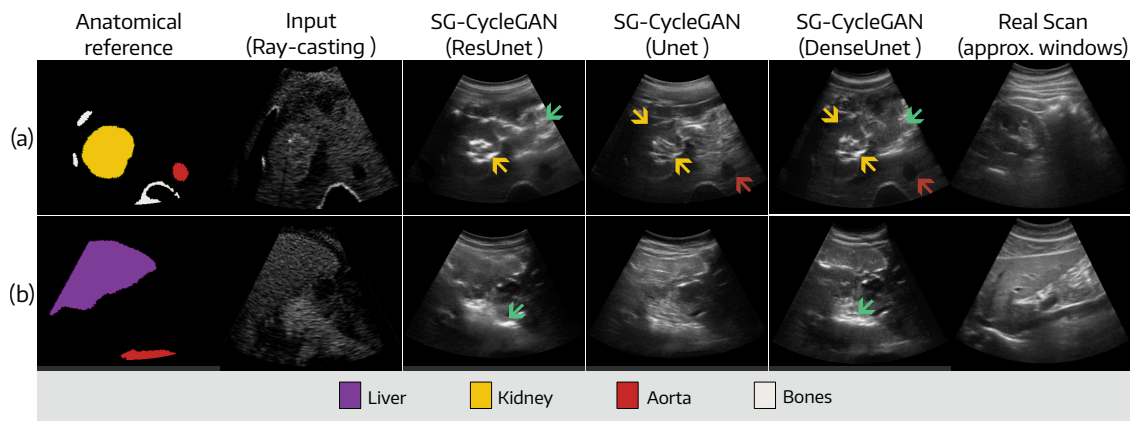 Anatomical reference
Input (Ray-casting )
SG-CycleGAN (ResUnet )
SG-CycleGAN (Unet )
SG-CycleGAN (DenseUnet )
Real Scan (approx. windows)
(a)
(b)
Liver
Kidney
Aorta
Bones